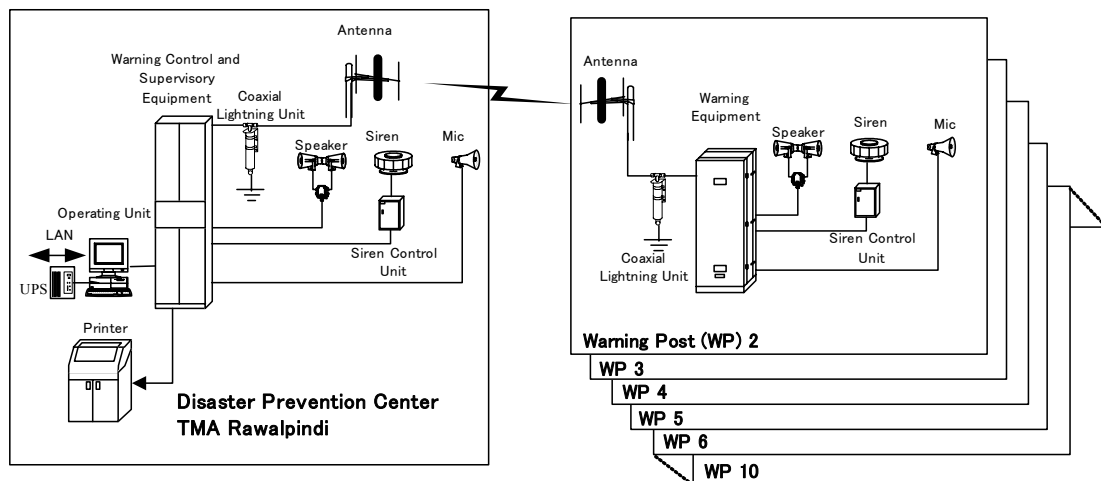 Antenna
Warning Control and
Supervisory
Equipment
Coaxial
Lightning Unit
Speaker
Siren
Mic
Operating Unit
LAN
UPS
Siren Control
Unit
Printer
Disaster Prevention Center
TMA Rawalpindi
Antenna
Warning
Equipment
Speaker
Siren
Mic
Coaxial
Lightning Unit
Siren Control
Unit
Warning Post (WP) 2
WP 3
WP 4
WP 5
WP 6
WP 10